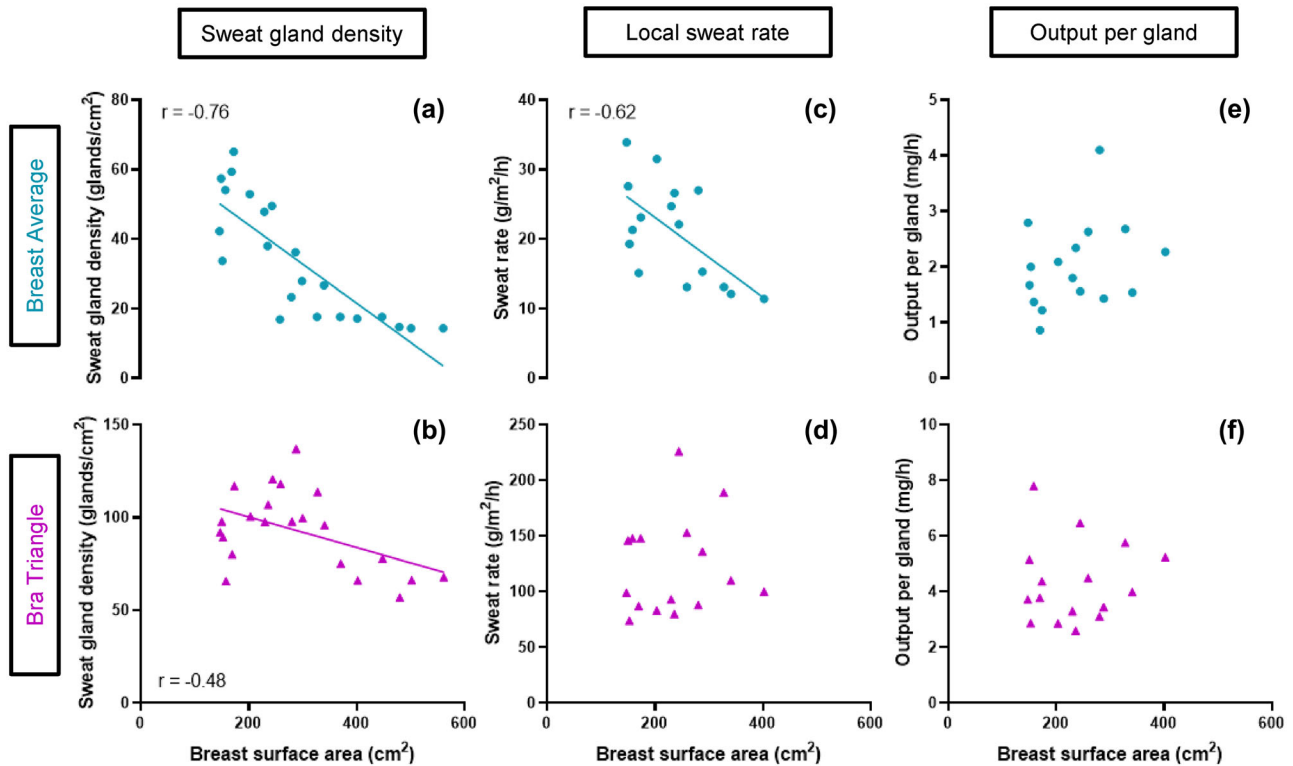 Sweat gland density
Local sweat rate
Output per gland
Breast Average
Bra Triangle
(a)
r = -0.76
Sweat gland density (glands/cm²)
80
60
40
20
0
(c)
r = -0.62
Sweat rate (g/m²/h)
40
30
20
10
0
(e)
Output per gland (mg/h)
5
4
3
2
1
0
(b)
r = -0.48
Sweat gland density (glands/cm²)
150
100
50
0
0 200 400 600
Breast surface area (cm²)
(d)
Sweat rate (g/m²/h)
250
200
150
100
50
0
0 200 400 600
Breast surface area (cm²)
(f)
Output per gland (mg/h)
10
8
6
4
2
0
0 200 400 600
Breast surface area (cm²)